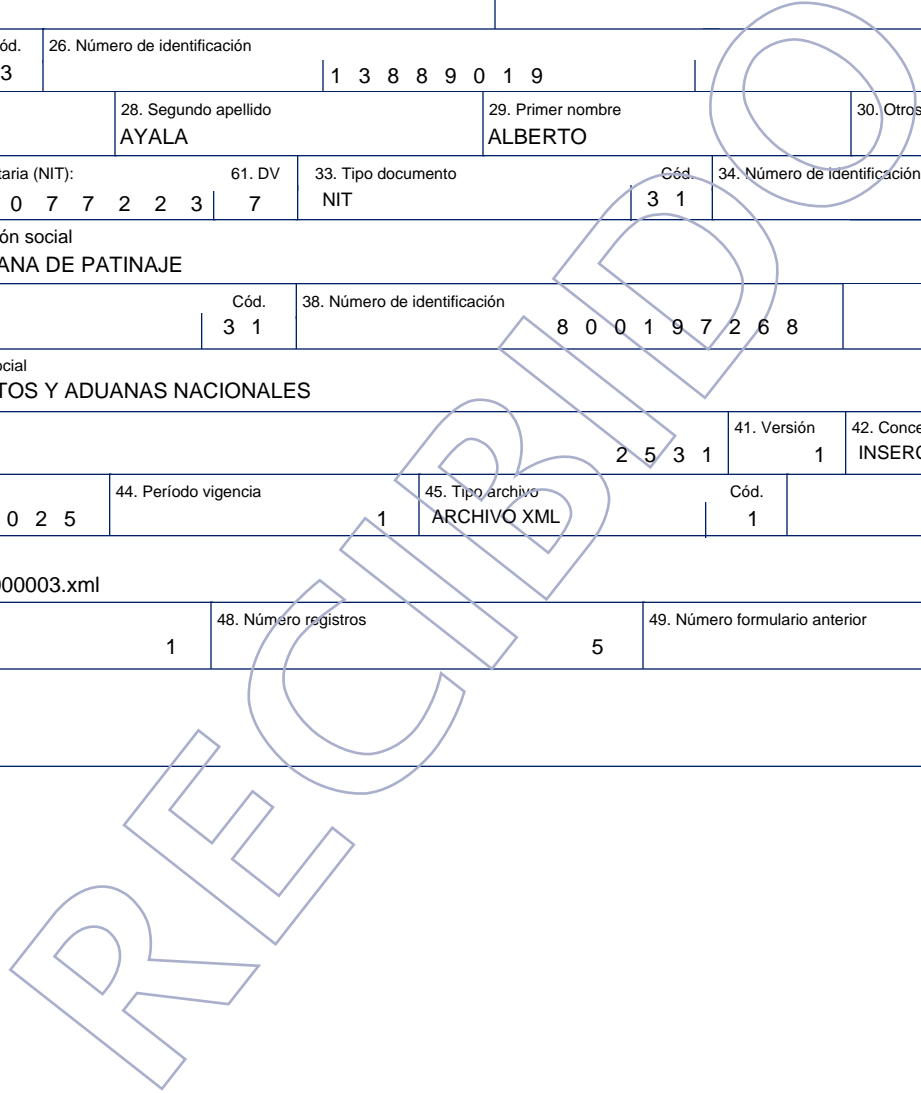 ód. 26. Número de identificación
3 1 3 8 8 9 0 1 9
28. Segundo apellido 29. Primer nombre 30. Otros
AYALA ALBERTO
taria (NIT): 61. DV 33. Tipo documento Cód. 34. Número de identificación
0 7 7 2 2 3 7 NIT 3 1
ón social
ANA DE PATINAJE
Cód. 38. Número de identificación
3 1 8 0 0 1 9 7 2 6 8
ocial
TOS Y ADUANAS NACIONALES
41. Versión 42. Conce
2 5 3 1 1 INSERC
44. Período vigencia 45. Tipo archivo Cód.
0 2 5 1 ARCHIVO XML 1
000003.xml
48. Número registros 49. Número formulario anterior
1 5
RECIBIDO